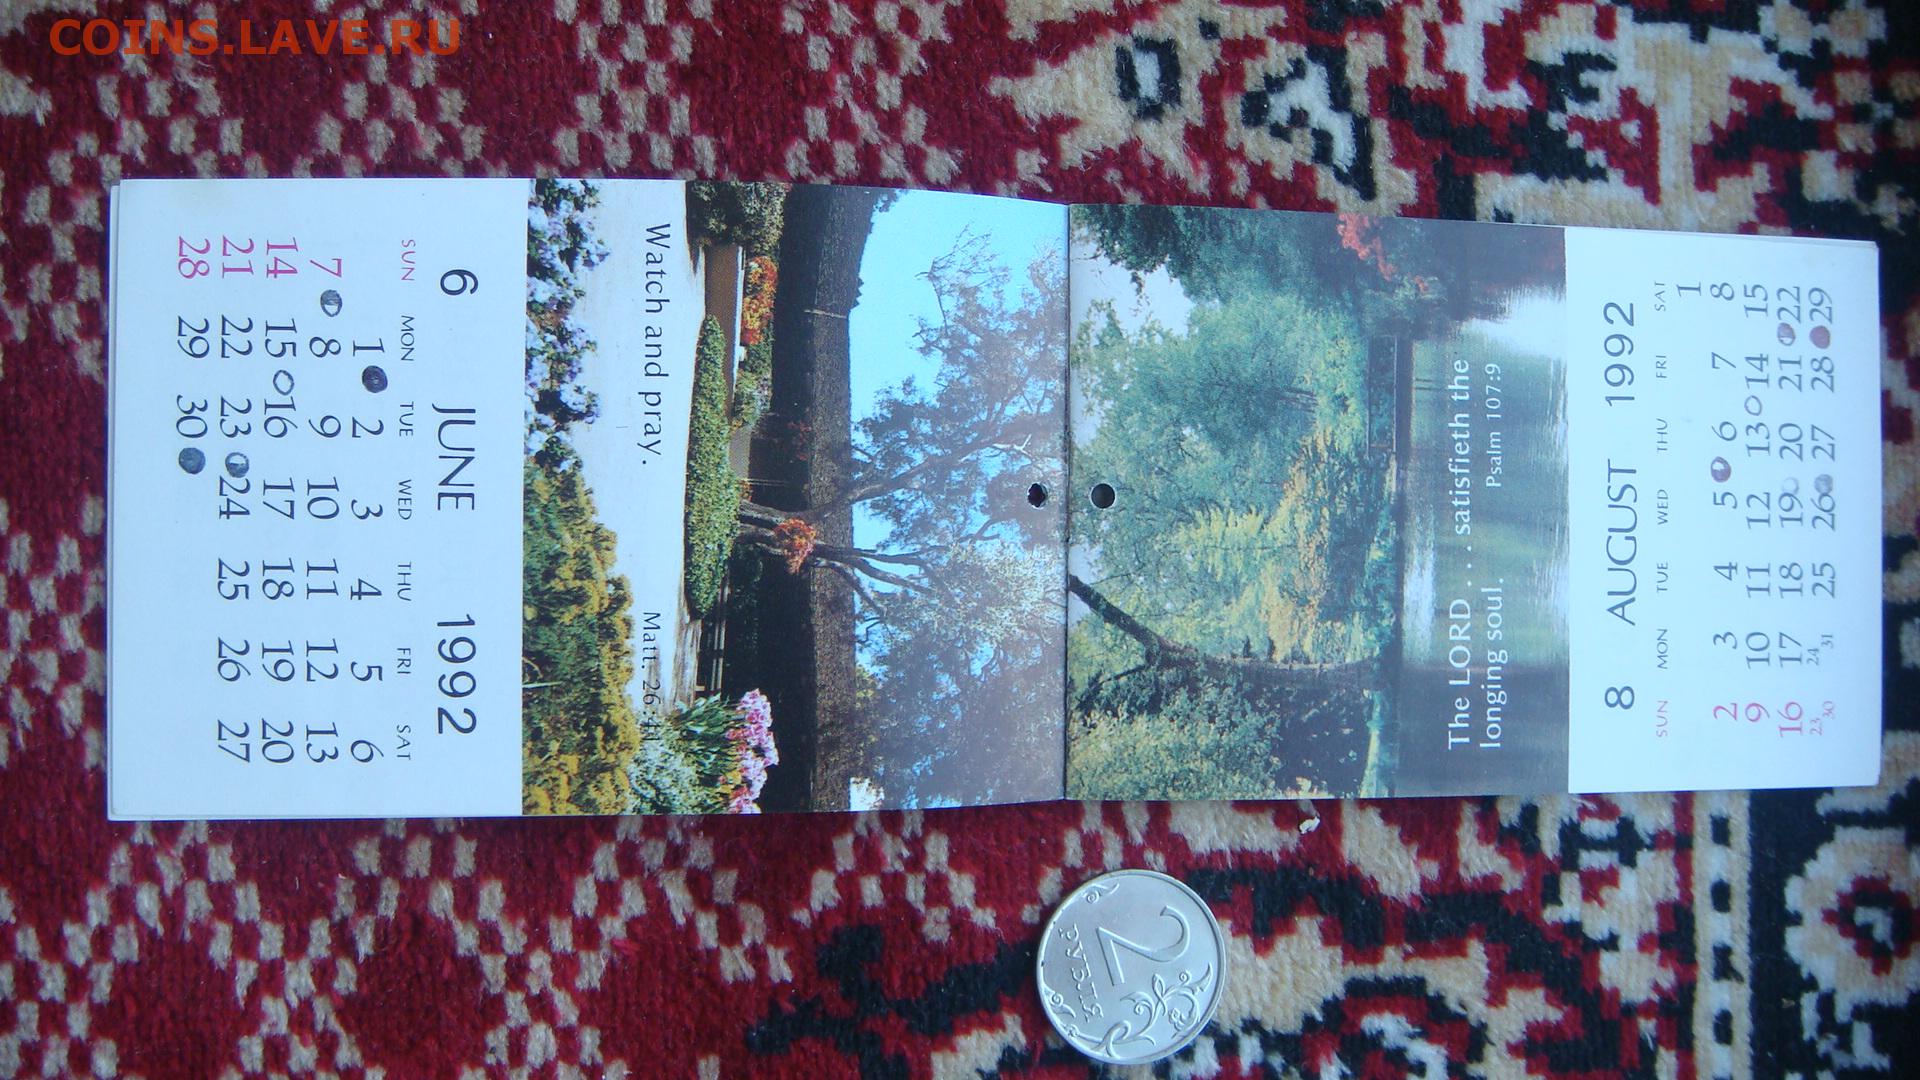 COINS.LAVE.RU
Watch and pray. Matt. 26:41
6 JUNE 1992
SUN MON TUE WED THU FRI SAT
1 2 3 4 5 6
7 8 9 10 11 12 13
14 15 16 17 18 19 20
21 22 23 24 25 26 27
28 29 30
The LORD . . . satisfieth the
longing soul. Psalm 107:9
8 AUGUST 1992
SUN MON TUE WED THU FRI SAT
1
2 3 4 5 6 7 8
9 10 11 12 13 14 15
16 17 18 19 20 21 22
23 24 25 26 27 28 29
30 31
2
РУБЛЯ